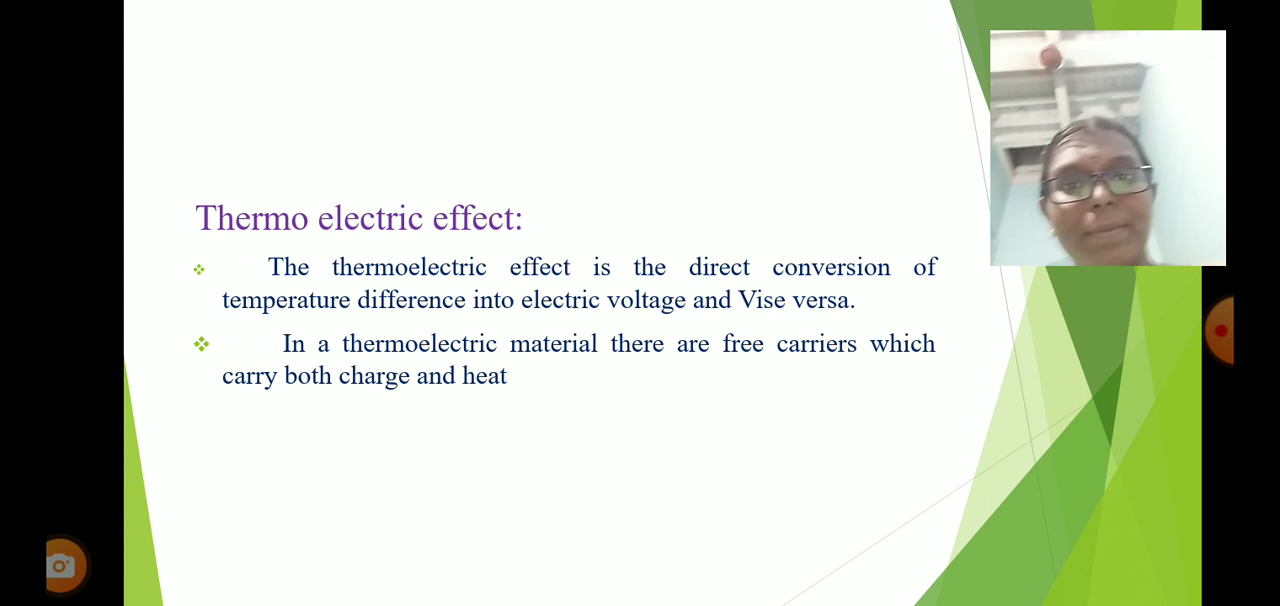 Thermo electric effect:
The thermoelectric effect is the direct conversion of
temperature difference into electric voltage and Vise versa.
In a thermoelectric material there are free carriers which
carry both charge and heat